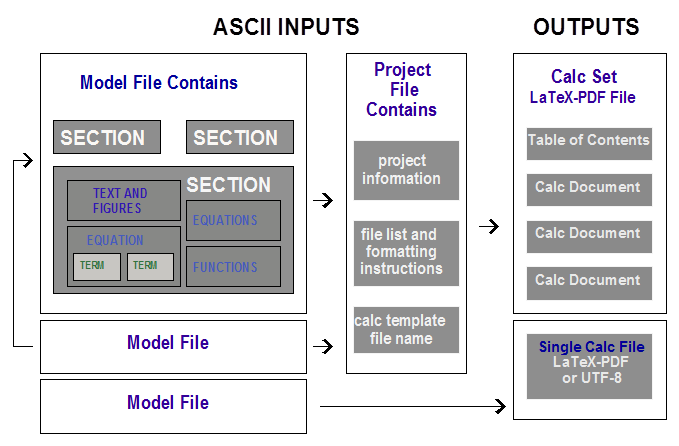 ASCII INPUTS
OUTPUTS
Model File Contains
SECTION
SECTION
SECTION
TEXT AND
FIGURES
EQUATION
TERM
TERM
EQUATIONS
FUNCTIONS
Model File
Model File
Project
File
Contains
project
information
file list and
formatting
instructions
calc template
file name
Calc Set
LaTeX-PDF File
Table of Contents
Calc Document
Calc Document
Calc Document
Single Calc File
LaTeX-PDF
or UTF-8